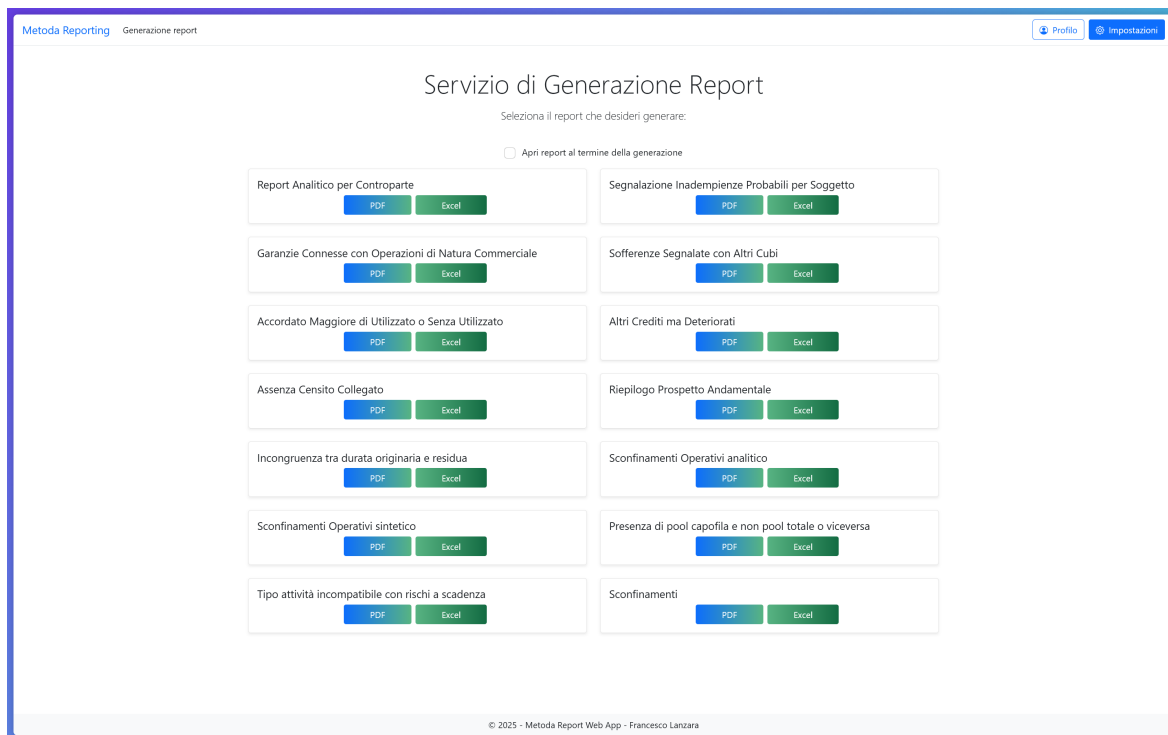 Metoda Reporting Generazione report Profilo Impostazioni
Servizio di Generazione Report
Seleziona il report che desideri generare:
Apri report al termine della generazione
Report Analitico per Controparte
PDF Excel
Segnalazione Inadempienze Probabili per Soggetto
PDF Excel
Garanzie Connesse con Operazioni di Natura Commerciale
PDF Excel
Sofferenze Segnalate con Altri Cubi
PDF Excel
Accordato Maggiore di Utilizzato o Senza Utilizzato
PDF Excel
Altri Crediti ma Deteriorati
PDF Excel
Assenza Censito Collegato
PDF Excel
Riepilogo Prospetto Andamentale
PDF Excel
Incongruenza tra durata originaria e residua
PDF Excel
Sconfinamenti Operativi analitico
PDF Excel
Sconfinamenti Operativi sintetico
PDF Excel
Presenza di pool capofila e non pool totale o viceversa
PDF Excel
Tipo attività incompatibile con rischi a scadenza
PDF Excel
Sconfinamenti
PDF Excel
© 2025 - Metoda Report Web App - Francesco Lanzara